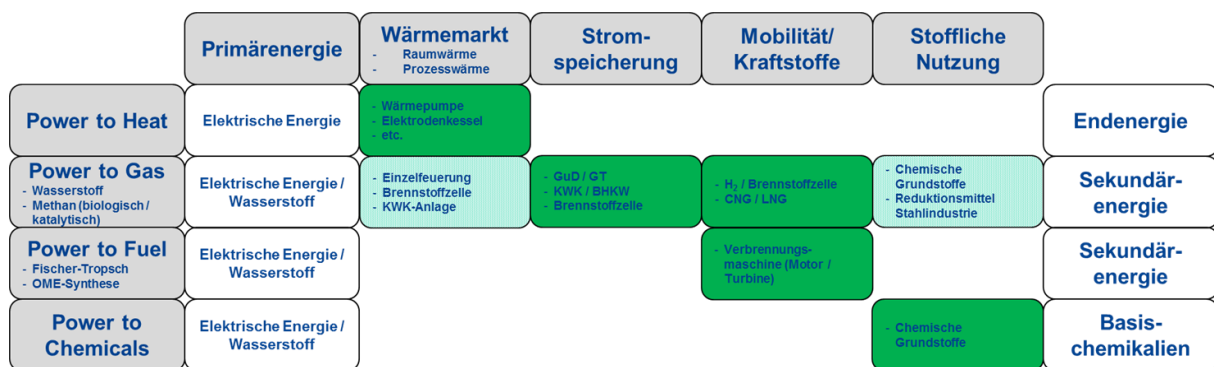 Primärenergie
Wärmemarkt
- Raumwärme
- Prozesswärme
Strom-
speicherung
Mobilität/
Kraftstoffe
Stoffliche
Nutzung
Power to Heat
Elektrische Energie
- Wärmepumpe
- Elektrodenkessel
- etc.
Endenergie
Power to Gas
- Wasserstoff
- Methan (biologisch /
katalytisch)
Elektrische Energie /
Wasserstoff
- Einzelfeuerung
- Brennstoffzelle
- KWK-Anlage
- GuD / GT
- KWK / BHKW
- Brennstoffzelle
- H₂ / Brennstoffzelle
- CNG / LNG
- Chemische
Grundstoffe
- Reduktionsmittel
Stahlindustrie
Sekundär-
energie
Power to Fuel
- Fischer-Tropsch
- OME-Synthese
Elektrische Energie /
Wasserstoff
- Verbrennungs-
maschine (Motor /
Turbine)
Sekundär-
energie
Power to
Chemicals
Elektrische Energie /
Wasserstoff
- Chemische
Grundstoffe
Basis-
chemikalien